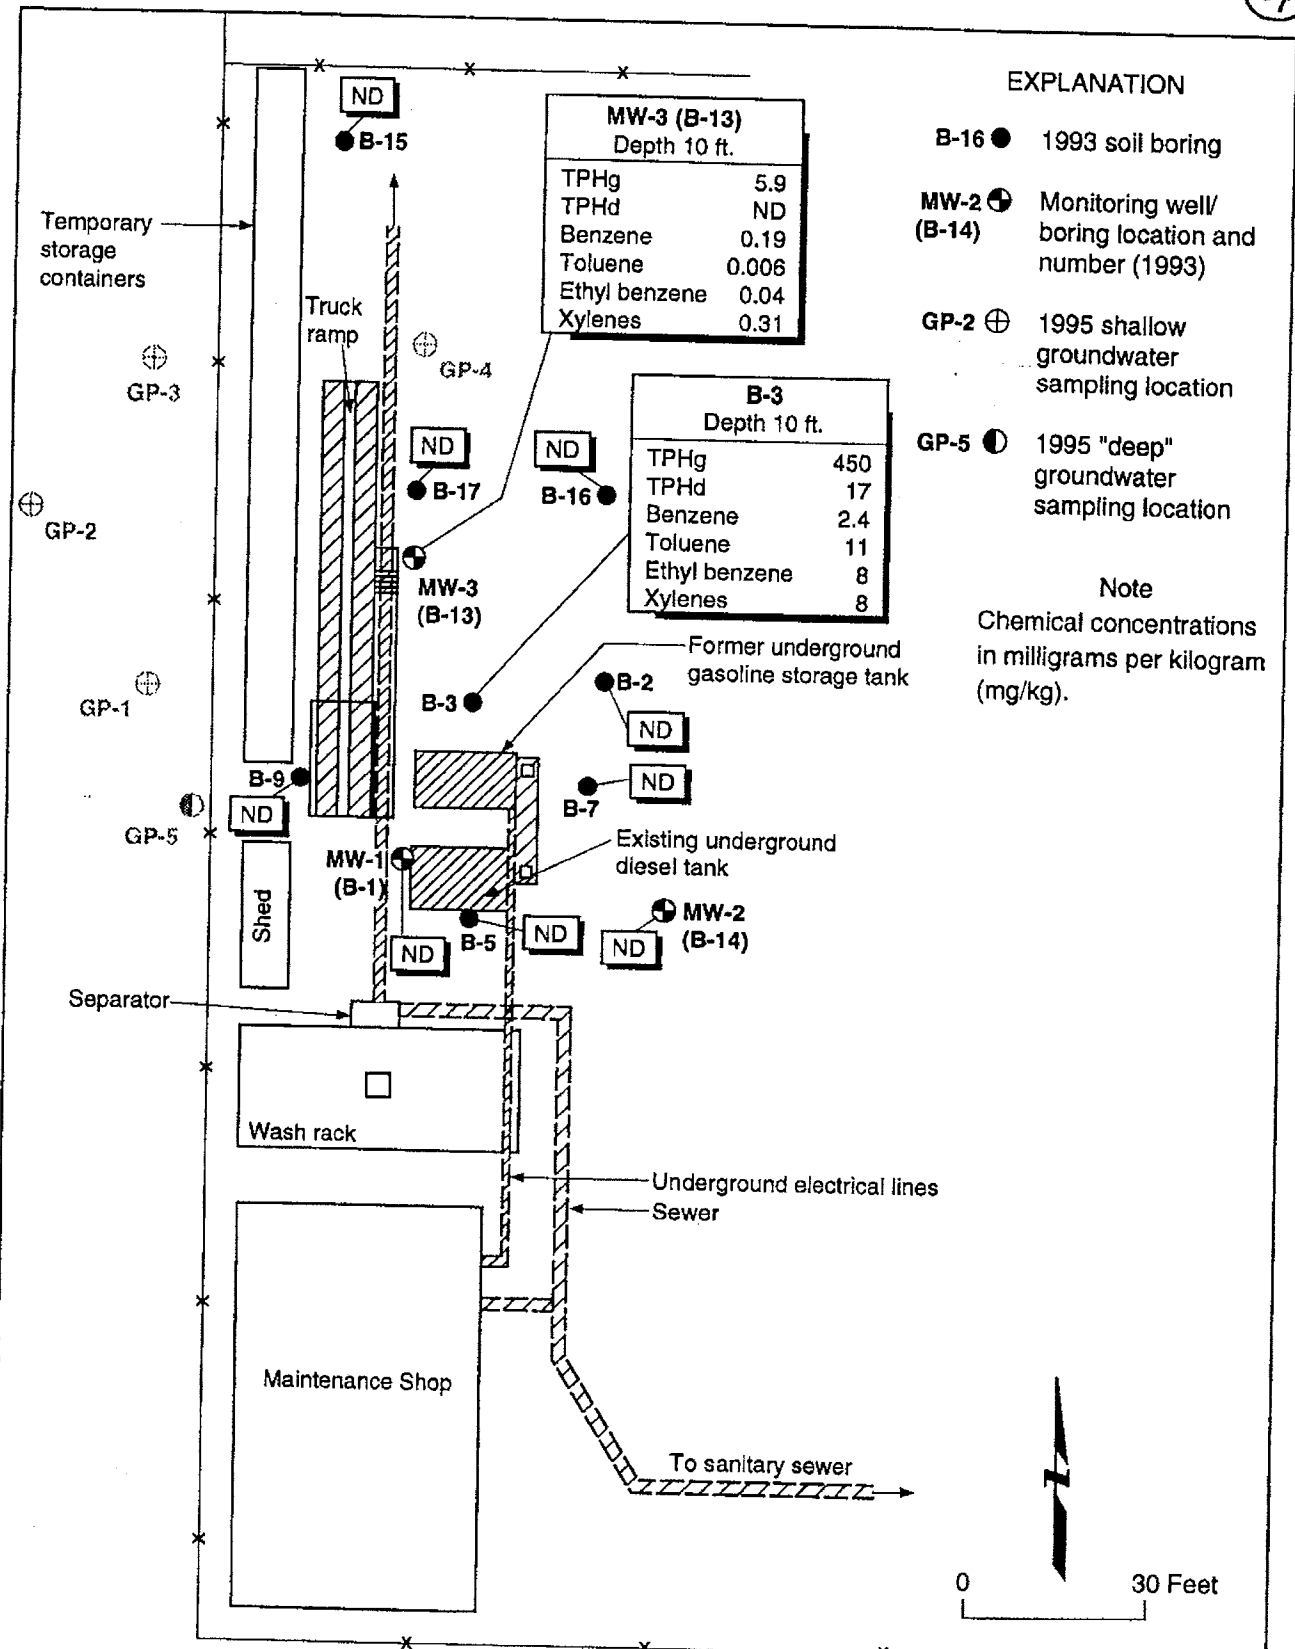 EXPLANATION
B-16 1993 soil boring
MW-2 Monitoring well/
(B-14) boring location and
number (1993)
GP-2 1995 shallow
groundwater
sampling location
GP-5 1995 "deep"
groundwater
sampling location
Note
Chemical concentrations
in milligrams per kilogram
(mg/kg).
ND
B-15
MW-3 (B-13)
Depth 10 ft.
TPHg 5.9
TPHd ND
Benzene 0.19
Toluene 0.006
Ethyl benzene 0.04
Xylenes 0.31
Temporary
storage
containers
Truck
ramp
GP-3
GP-4
B-3
Depth 10 ft.
TPHg 450
TPHd 17
Benzene 2.4
Toluene 11
Ethyl benzene 8
Xylenes 8
ND
B-17
ND
B-16
GP-2
MW-3
(B-13)
Former underground
gasoline storage tank
GP-1
B-3
B-2
ND
B-9
ND
B-7
ND
GP-5
Existing underground
diesel tank
MW-1
(B-1)
ND
Shed
B-5
ND
MW-2
(B-14)
ND
Separator
Wash rack
Underground electrical lines
Sewer
Maintenance Shop
To sanitary sewer
0 30 Feet